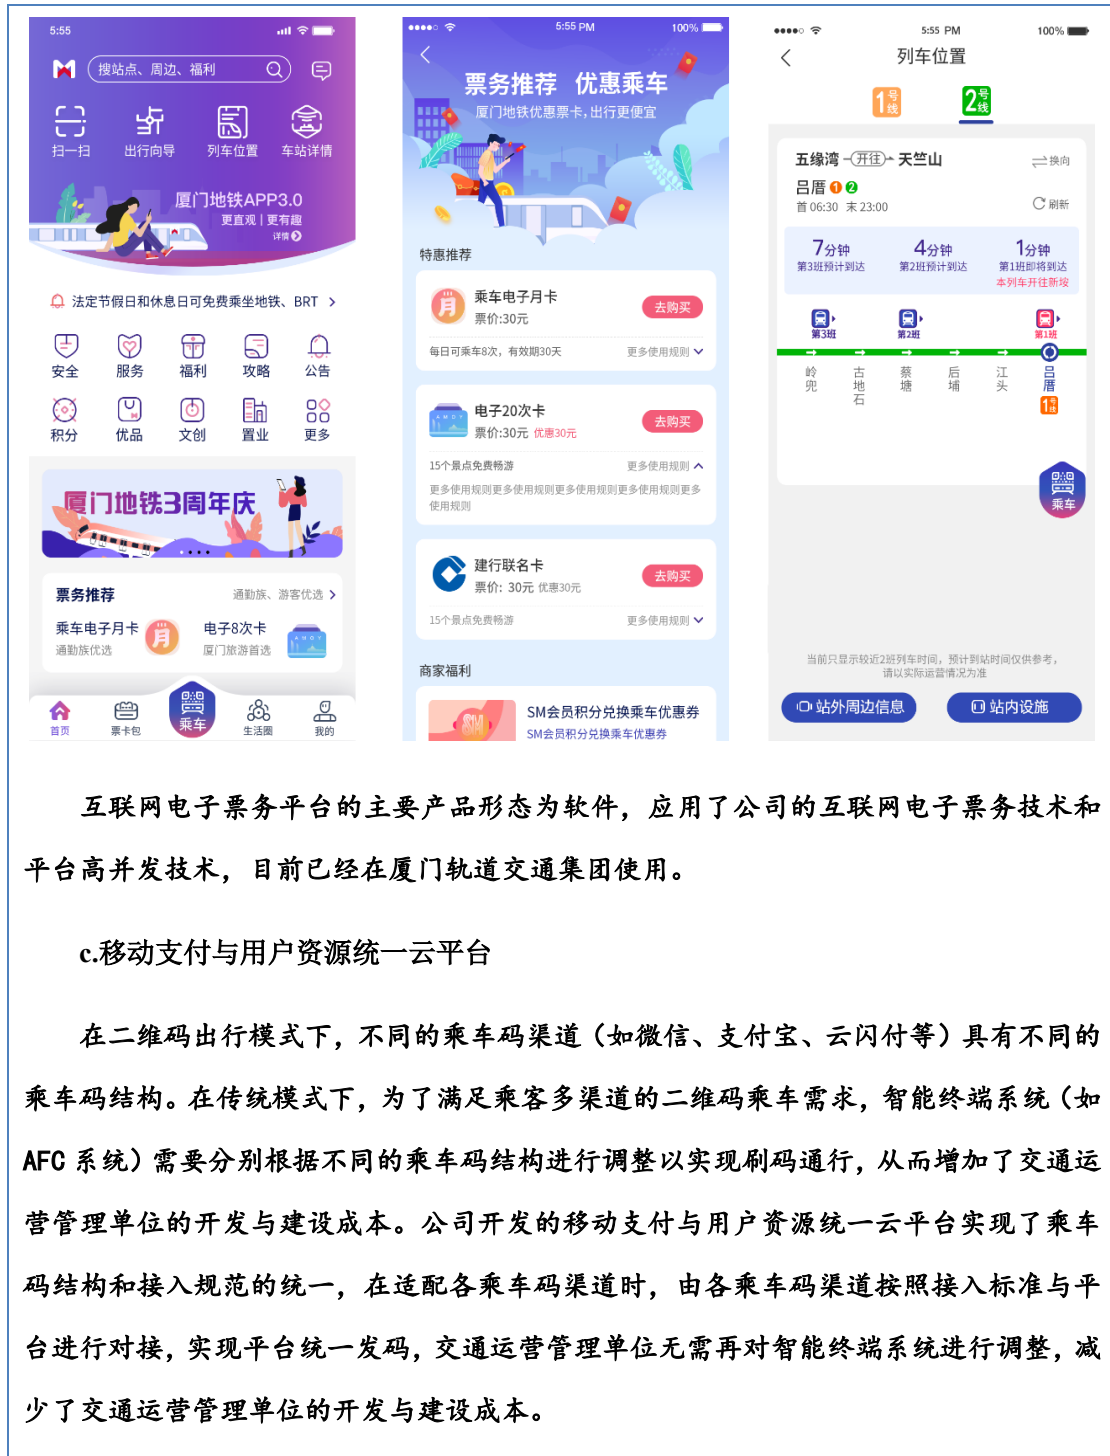 5:55
搜站点、周边、福利
扫一扫
出行向导
列车位置
车站详情
厦门地铁APP3.0
更直观 | 更有趣
详情
法定节假日和休息日可免费乘坐地铁、BRT
安全
服务
福利
攻略
公告
积分
优品
文创
置业
更多
厦门地铁3周年庆
票务推荐
通勤族、游客优选
乘车电子月卡
通勤族优选
月
电子8次卡
厦门旅游首选
AMOY
首页
票卡包
乘车
生活圈
我的
5:55 PM
100%
票务推荐 优惠乘车
厦门地铁优惠票卡,出行更便宜
特惠推荐
月
乘车电子月卡
票价:30元
去购买
每日可乘车8次，有效期30天
更多使用规则
AMOY
电子20次卡
票价:30元 优惠30元
去购买
15个景点免费畅游
更多使用规则
更多使用规则更多使用规则更多使用规则更多使用规则更多
使用规则
建行联名卡
票价: 30元 优惠30元
去购买
15个景点免费畅游
更多使用规则
商家福利
SM
SM会员积分兑换乘车优惠券
SM会员积分兑换乘车优惠券
5:55 PM
100%
列车位置
1号线
2号线
五缘湾 开往 天竺山
换向
吕厝 1 2
首 06:30 末 23:00
刷新
7分钟
第3班预计到达
4分钟
第2班预计到达
1分钟
第1班即将到达
本列车开往新垵
第3班
第2班
第1班
岭兜
古地石
蔡塘
后埔
江头
吕厝
1号线
乘车
当前只显示较近2班列车时间，预计到站时间仅供参考，
请以实际运营情况为准
站外周边信息
站内设施
互联网电子票务平台的主要产品形态为软件，应用了公司的互联网电子票务技术和
平台高并发技术，目前已经在厦门轨道交通集团使用。
c.移动支付与用户资源统一云平台
在二维码出行模式下，不同的乘车码渠道（如微信、支付宝、云闪付等）具有不同的
乘车码结构。在传统模式下，为了满足乘客多渠道的二维码乘车需求，智能终端系统（如
AFC 系统）需要分别根据不同的乘车码结构进行调整以实现刷码通行，从而增加了交通运
营管理单位的开发与建设成本。公司开发的移动支付与用户资源统一云平台实现了乘车
码结构和接入规范的统一，在适配各乘车码渠道时，由各乘车码渠道按照接入标准与平
台进行对接，实现平台统一发码，交通运营管理单位无需再对智能终端系统进行调整，减
少了交通运营管理单位的开发与建设成本。